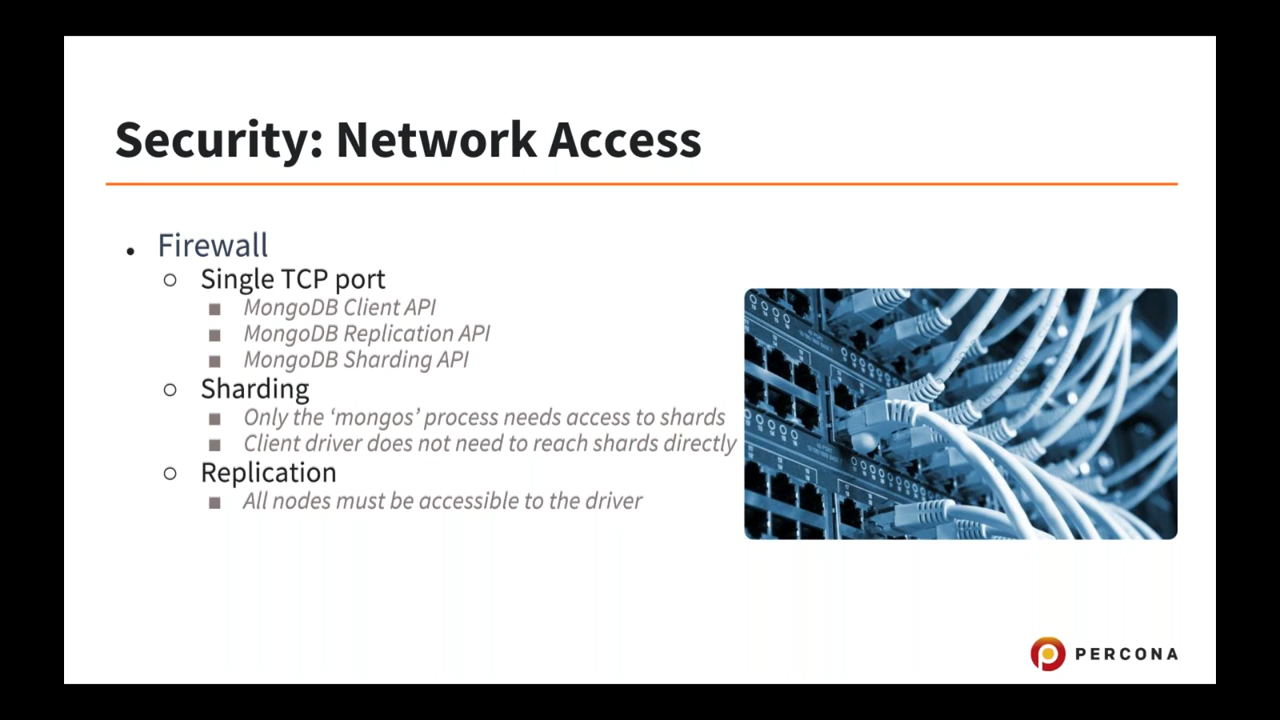 Security: Network Access
Firewall
Single TCP port
MongoDB Client API
MongoDB Replication API
MongoDB Sharding API
Sharding
Only the ‘mongos’ process needs access to shards
Client driver does not need to reach shards directly
Replication
All nodes must be accessible to the driver
PERCONA